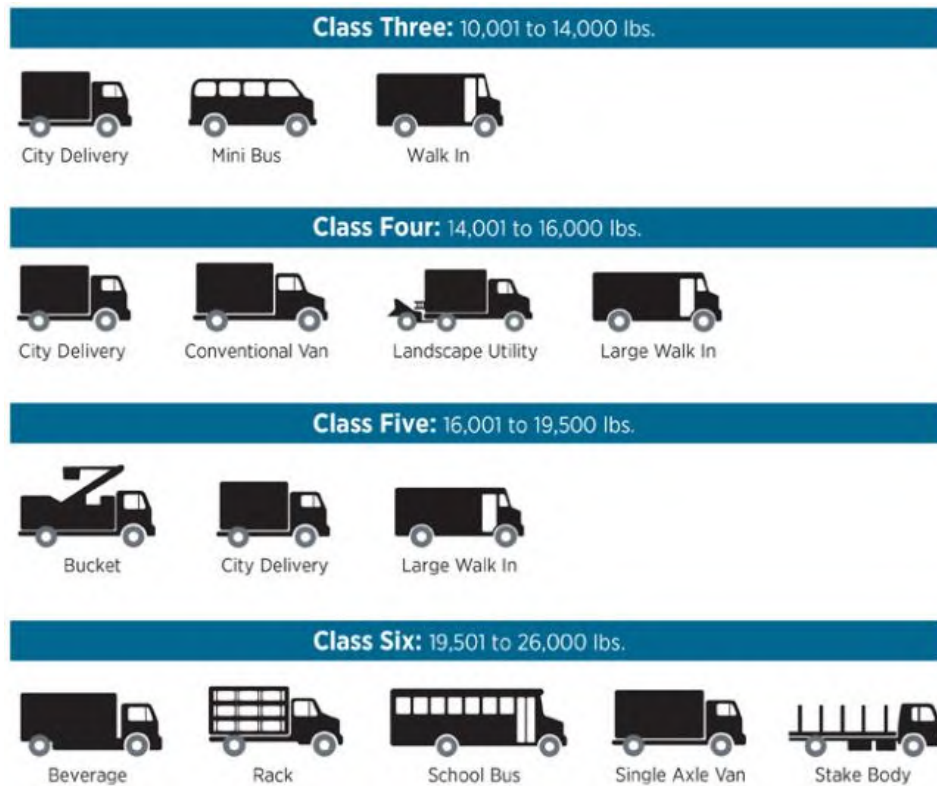 Class Three: 10,001 to 14,000 lbs.
City Delivery
Mini Bus
Walk In
Class Four: 14,001 to 16,000 lbs.
City Delivery
Conventional Van
Landscape Utility
Large Walk In
Class Five: 16,001 to 19,500 lbs.
Bucket
City Delivery
Large Walk In
Class Six: 19,501 to 26,000 lbs.
Beverage
Rack
School Bus
Single Axle Van
Stake Body